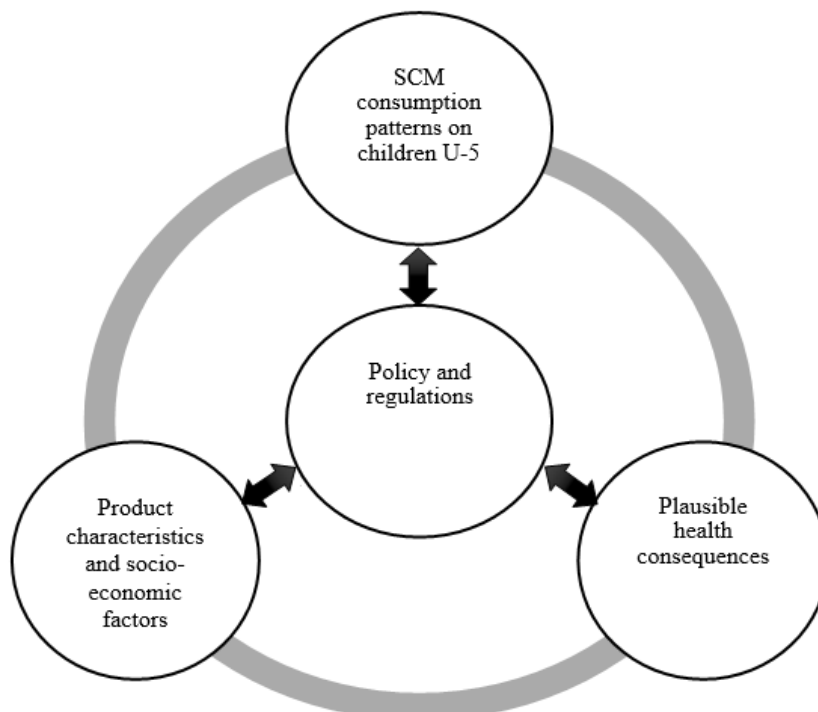 SCM
consumption
patterns on
children U-5
Policy and
regulations
Product
characteristics
and socio-
economic
factors
Plausible
health
consequences